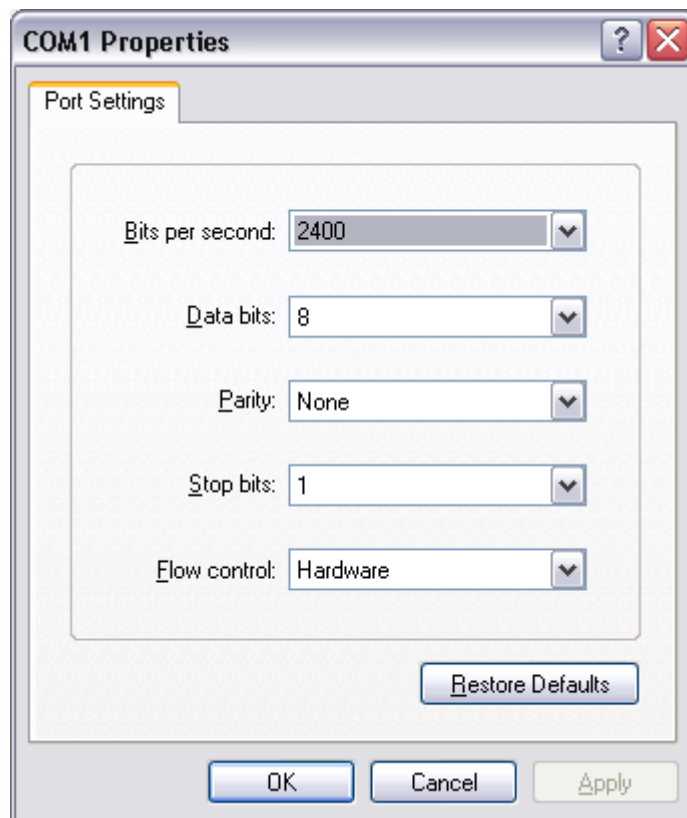 COM1 Properties
Port Settings
Bits per second: 2400
Data bits: 8
Parity: None
Stop bits: 1
Flow control: Hardware
Restore Defaults
OK Cancel Apply